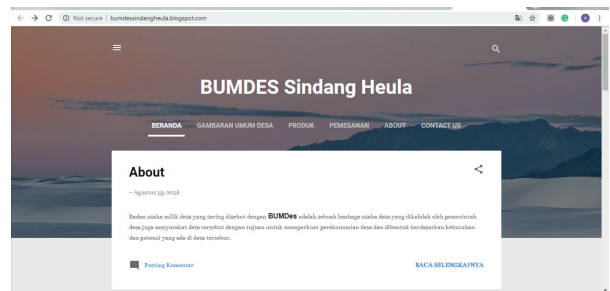 Not secure | bumdessindangheula.blogspot.com
BUMDES Sindang Heula
BERANDA GAMBARAN UMUM DESA PRODUK PEMESANAN ABOUT CONTACT US
About
- Agustus 19, 2018
Badan usaha milik desa yang sering disebut dengan BUMDes adalah sebuah lembaga usaha desa yang dikelolah oleh pemerintah
desa juga masyarakat desa tersebut dengan tujuan untuk memperkuat perekonomian desa dan dibentuk berdasarkan kebutuhan
dan potensi yang ada di desa tersebut.
Posting Komentar BACA SELENGKAPNYA